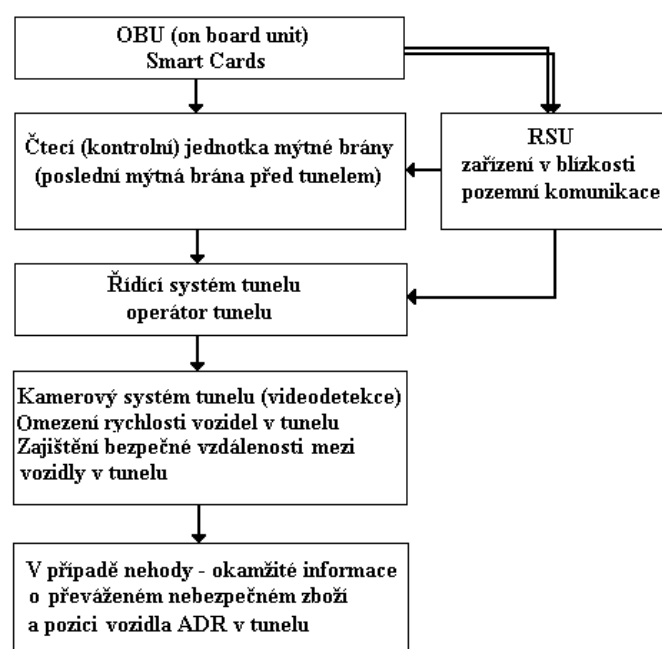 OBU (on board unit)
Smart Cards
Čtecí (kontrolní) jednotka mýtné brány
(poslední mýtná brána před tunelem)
RSU
zařízení v blízkosti
pozemní komunikace
Řídící systém tunelu
operátor tunelu
Kamerový systém tunelu (videodetekce)
Omezení rychlosti vozidel v tunelu
Zajištění bezpečné vzdálenosti mezi
vozidly v tunelu
V případě nehody - okamžité informace
o převáženém nebezpečném zboží
a pozici vozidla ADR v tunelu